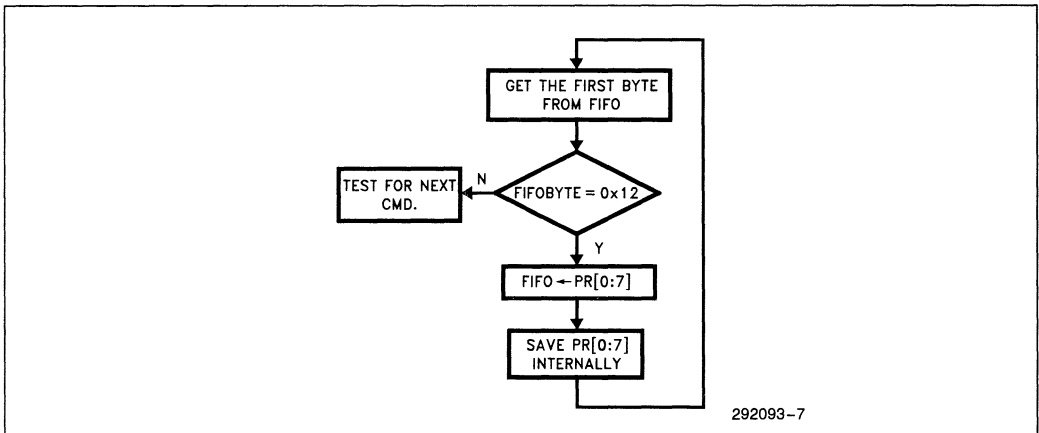 GET THE FIRST BYTE
FROM FIFO
FIFOBYTE = 0x12
N
TEST FOR NEXT
CMD.
Y
FIFO ← PR[0:7]
SAVE PR[0:7]
INTERNALLY
292093–7